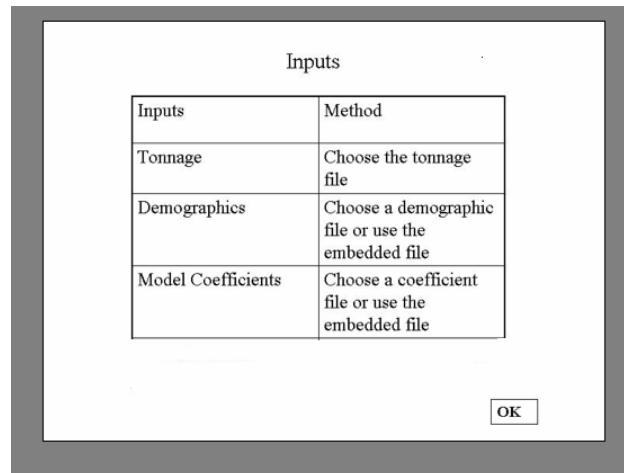 Inputs
Inputs Method
Tonnage Choose the tonnage
file
Demographics Choose a demographic
file or use the
embedded file
Model Coefficients Choose a coefficient
file or use the
embedded file
OK